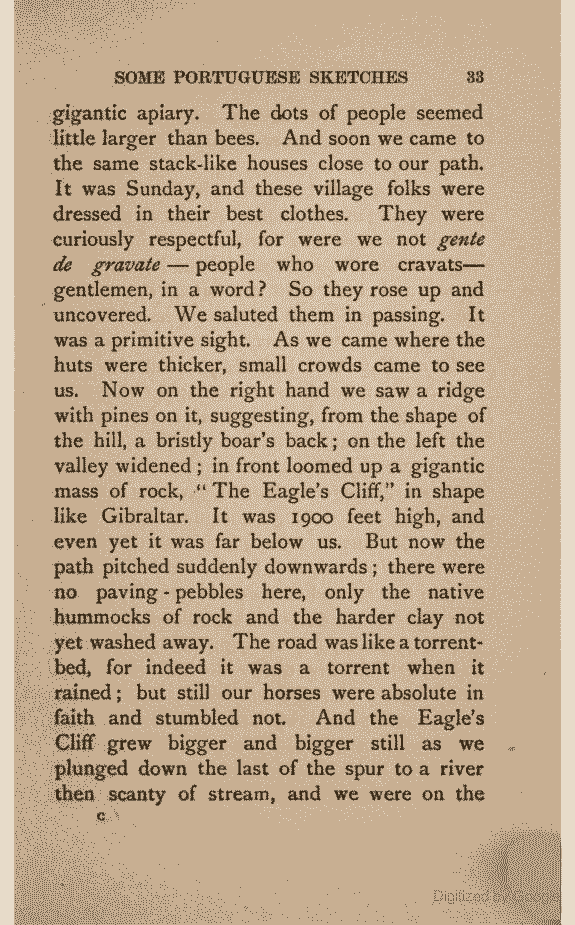 SOME PORTUGUESE SKETCHES 33
gigantic apiary. The dots of people seemed
little larger than bees. And soon we came to
the same stack-like houses close to our path.
It was Sunday, and these village folks were
dressed in their best clothes. They were
curiously respectful, for were we not gente
de gravate — people who wore cravats—
gentlemen, in a word? So they rose up and
uncovered. We saluted them in passing. It
was a primitive sight. As we came where the
huts were thicker, small crowds came to see
us. Now on the right hand we saw a ridge
with pines on it, suggesting, from the shape of
the hill, a bristly boar's back; on the left the
valley widened; in front loomed up a gigantic
mass of rock, "The Eagle's Cliff," in shape
like Gibraltar. It was 1900 feet high, and
even yet it was far below us. But now the
path pitched suddenly downwards; there were
no paving-pebbles here, only the native
hummocks of rock and the harder clay not
yet washed away. The road was like a torrent-
bed, for indeed it was a torrent when it
rained; but still our horses were absolute in
faith and stumbled not. And the Eagle's
Cliff grew bigger and bigger still as we
plunged down the last of the spur to a river
then scanty of stream, and we were on the
C
Digitized by Google